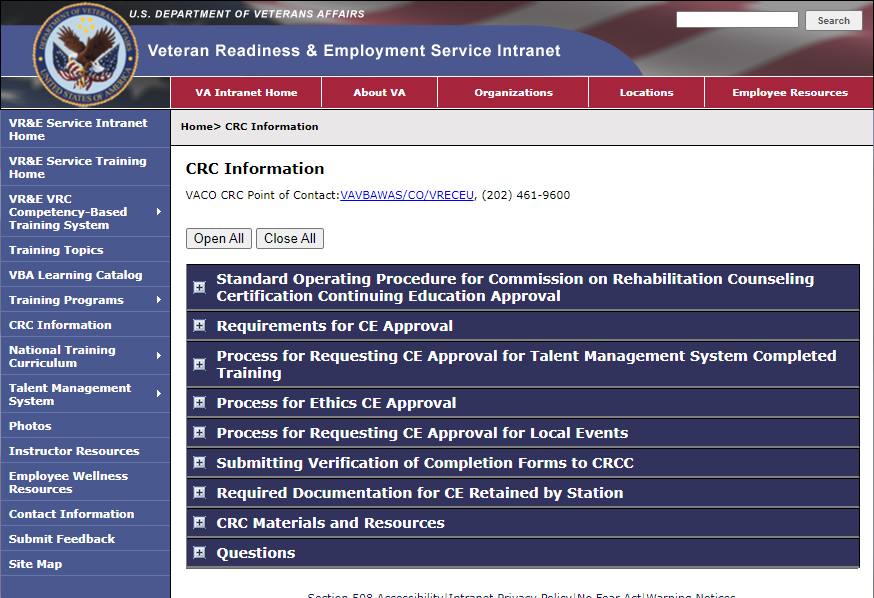 U.S. DEPARTMENT OF VETERANS AFFAIRS
Search
Veteran Readiness & Employment Service Intranet
VA Intranet Home
About VA
Organizations
Locations
Employee Resources
VR&E Service Intranet
Home
VR&E Service Training
Home
VR&E VRC
Competency-Based
Training System
Training Topics
VBA Learning Catalog
Training Programs
CRC Information
National Training
Curriculum
Talent Management
System
Photos
Instructor Resources
Employee Wellness
Resources
Contact Information
Submit Feedback
Site Map
Home> CRC Information
CRC Information
VACO CRC Point of Contact:VAVBAWAS/CO/VRECEU, (202) 461-9600
Open All
Close All
Standard Operating Procedure for Commission on Rehabilitation Counseling
Certification Continuing Education Approval
Requirements for CE Approval
Process for Requesting CE Approval for Talent Management System Completed
Training
Process for Ethics CE Approval
Process for Requesting CE Approval for Local Events
Submitting Verification of Completion Forms to CRCC
Required Documentation for CE Retained by Station
CRC Materials and Resources
Questions
Section 508 Accessibility|Intranet Privacy Policy|No Fear Act|Warning Notices